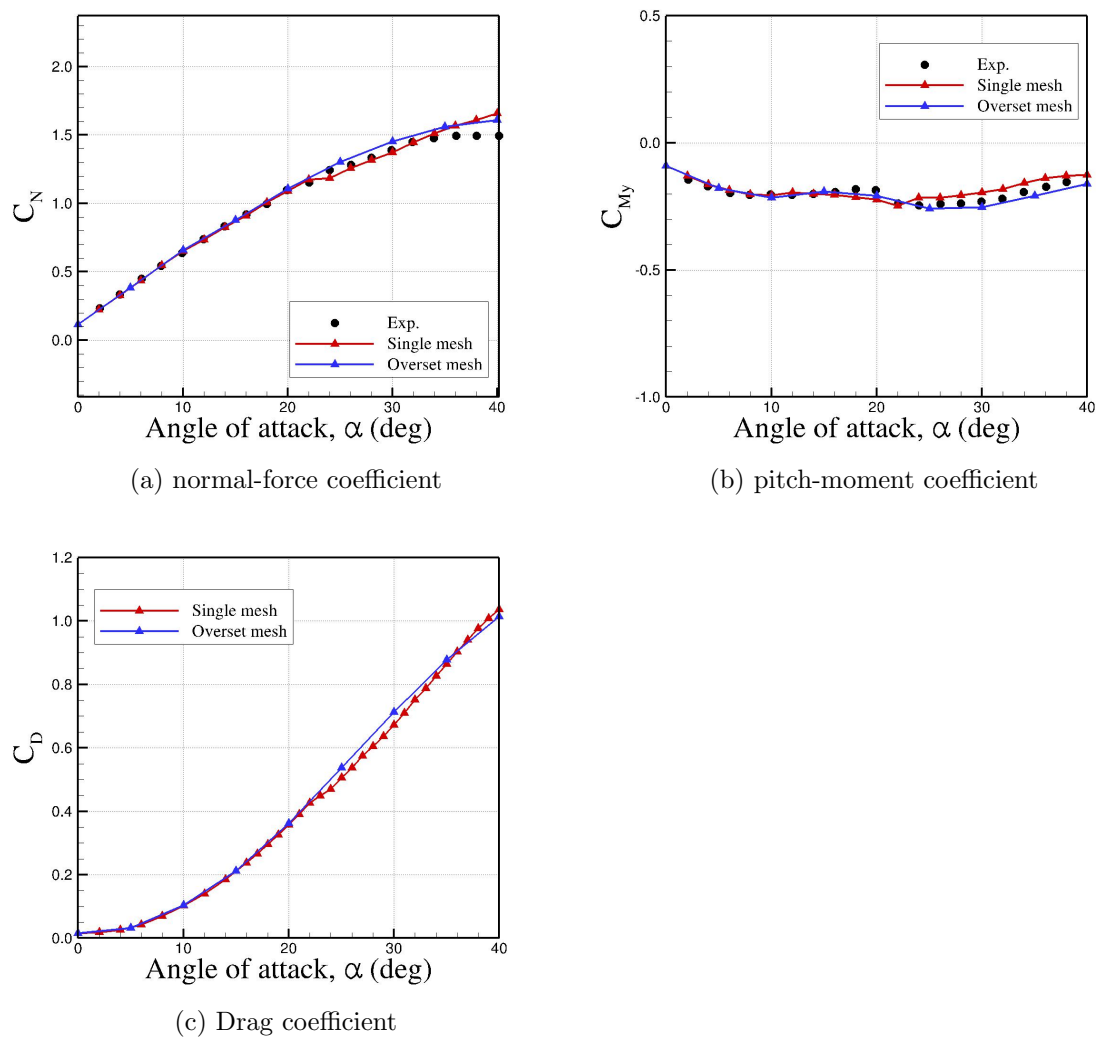 2.0
1.5
1.0
0.5
0.0
C_N
Exp.
Single mesh
Overset mesh
0 10 20 30 40
Angle of attack, α (deg)
(a) normal-force coefficient
0.5
0.0
-0.5
-1.0
C_My
Exp.
Single mesh
Overset mesh
0 10 20 30 40
Angle of attack, α (deg)
(b) pitch-moment coefficient
1.2
1.0
0.8
0.6
0.4
0.2
0.0
C_D
Single mesh
Overset mesh
0 10 20 30 40
Angle of attack, α (deg)
(c) Drag coefficient